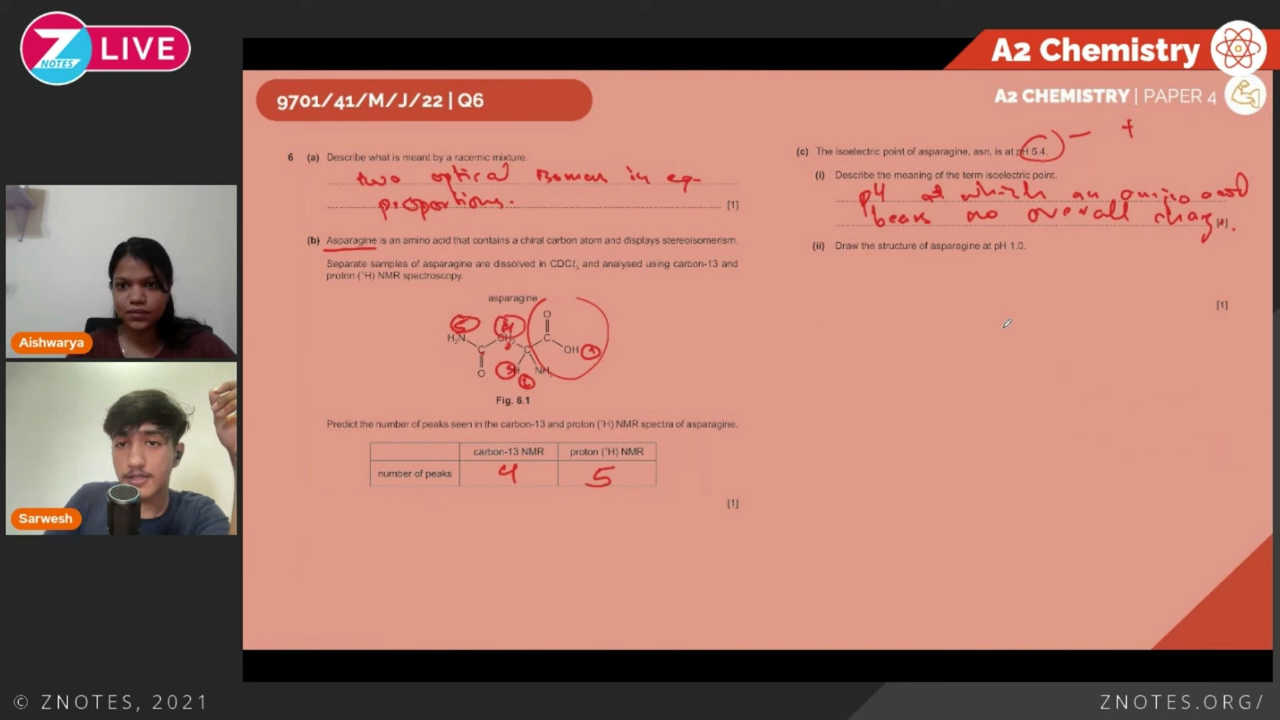 Z NOTES LIVE
A2 Chemistry
9701/41/M/J/22 | Q6
A2 CHEMISTRY | PAPER 4
6 (a) Describe what is meant by a racemic mixture.
two optical isomers in eq-
proportions.
[1]
(b) Asparagine is an amino acid that contains a chiral carbon atom and displays stereoisomerism.
Separate samples of asparagine are dissolved in CDCl₃ and analysed using carbon-13 and
proton (¹H) NMR spectroscopy.
asparagine
O
H₂N CH₂ C OH
C C
O H NH₂
Fig. 6.1
Predict the number of peaks seen in the carbon-13 and proton (¹H) NMR spectra of asparagine.
carbon-13 NMR proton (¹H) NMR
number of peaks 4 5
[1]
(c) The isoelectric point of asparagine, asn, is at pH 5.4. − +
(i) Describe the meaning of the term isoelectric point.
pH at which an amino acid
bears no overall charge.
(ii) Draw the structure of asparagine at pH 1.0.
[1]
Aishwarya
Sarwesh
© ZNOTES, 2021
ZNOTES.ORG/